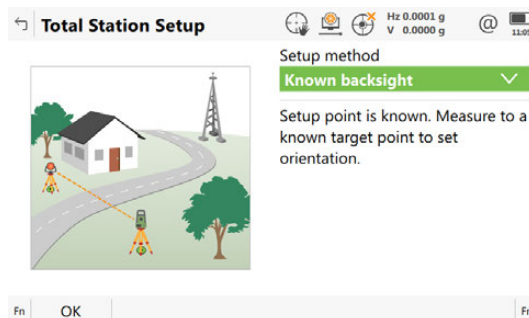 Total Station Setup
Hz 0.0001 g
V 0.0000 g
@
Setup method
Known backsight
Setup point is known. Measure to a
known target point to set
orientation.
Fn OK